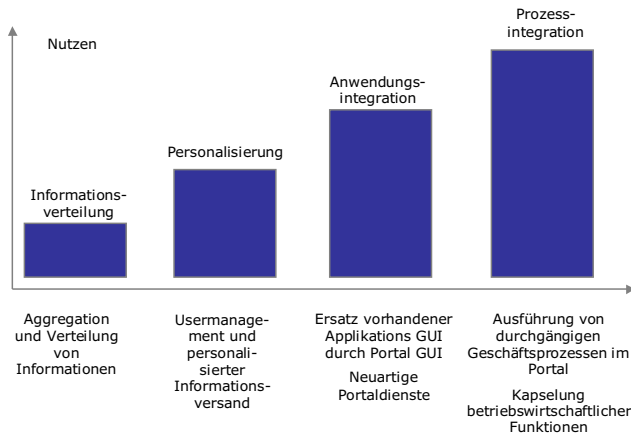 Nutzen
Informations-
verteilung
Personalisierung
Anwendungs-
integration
Prozess-
integration
Aggregation
und Verteilung
von
Informationen
Usermanage-
ment und
personali-
sierter
Informations-
versand
Ersatz vorhandener
Applikations GUI
durch Portal GUI
Neuartige
Portaldienste
Ausführung von
durchgängigen
Geschäftsprozessen im
Portal
Kapselung
betriebswirtschaftlicher
Funktionen